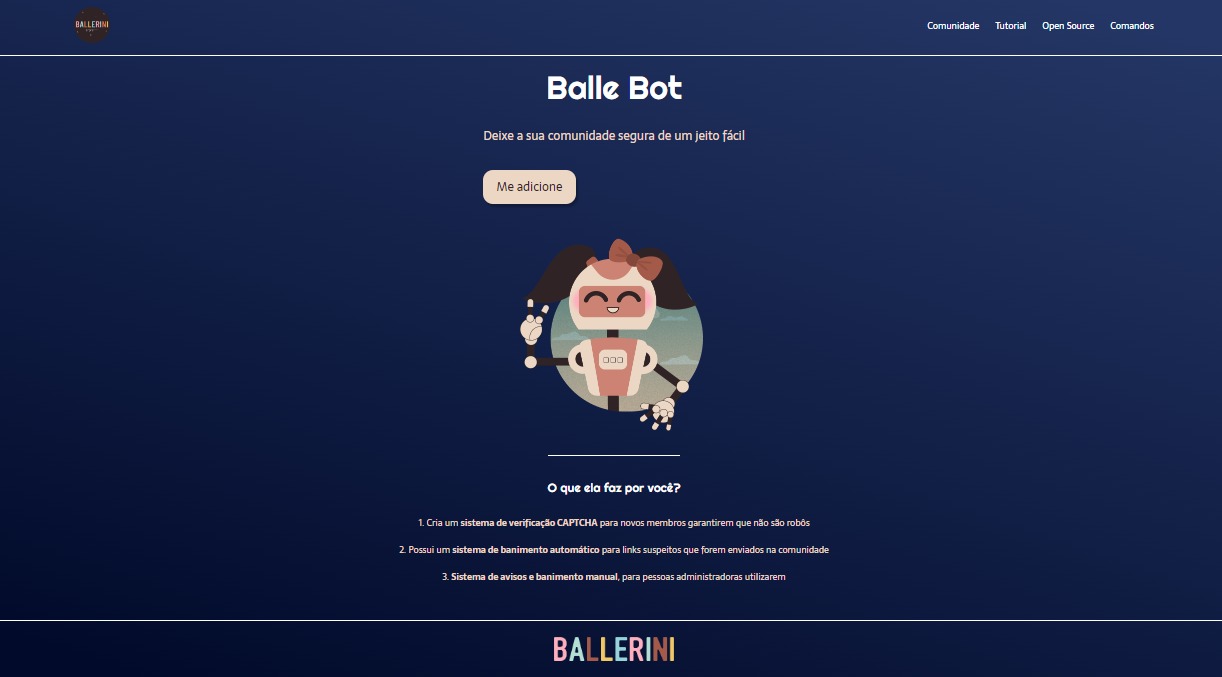 BALLERINI
Comunidade Tutorial Open Source Comandos
Balle Bot
Deixe a sua comunidade segura de um jeito fácil
Me adicione
O que ela faz por você?
1. Cria um sistema de verificação CAPTCHA para novos membros garantirem que não são robôs
2. Possui um sistema de banimento automático para links suspeitos que forem enviados na comunidade
3. Sistema de avisos e banimento manual, para pessoas administradoras utilizarem
BALLERINI